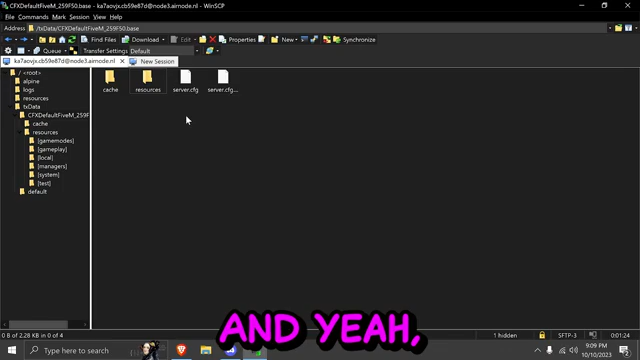 CFXDefaultFiveM_259F50.base - ka7aovjx.cb59e87d@node3.airnode.nl - WinSCP
Local Mark Session View Help
Address /txData/CFXDefaultFiveM_259F50.base/
Find Files Download Edit Properties New Synchronize
Queue Transfer Settings Default
ka7aovjx.cb59e87d@node3.airnode.nl New Session
/ <root>
alpine
logs
resources
txData
CFXDefaultFiveM_259F
cache
resources
[gamemodes]
[gameplay]
[local]
[managers]
[system]
[test]
default
cache resources server.cfg server.cfg...
AND YEAH,
0 B of 2.28 KB in 0 of 4 1 hidden SFTP-3 0:01:24
Type here to search 9:09 PM
10/10/2023